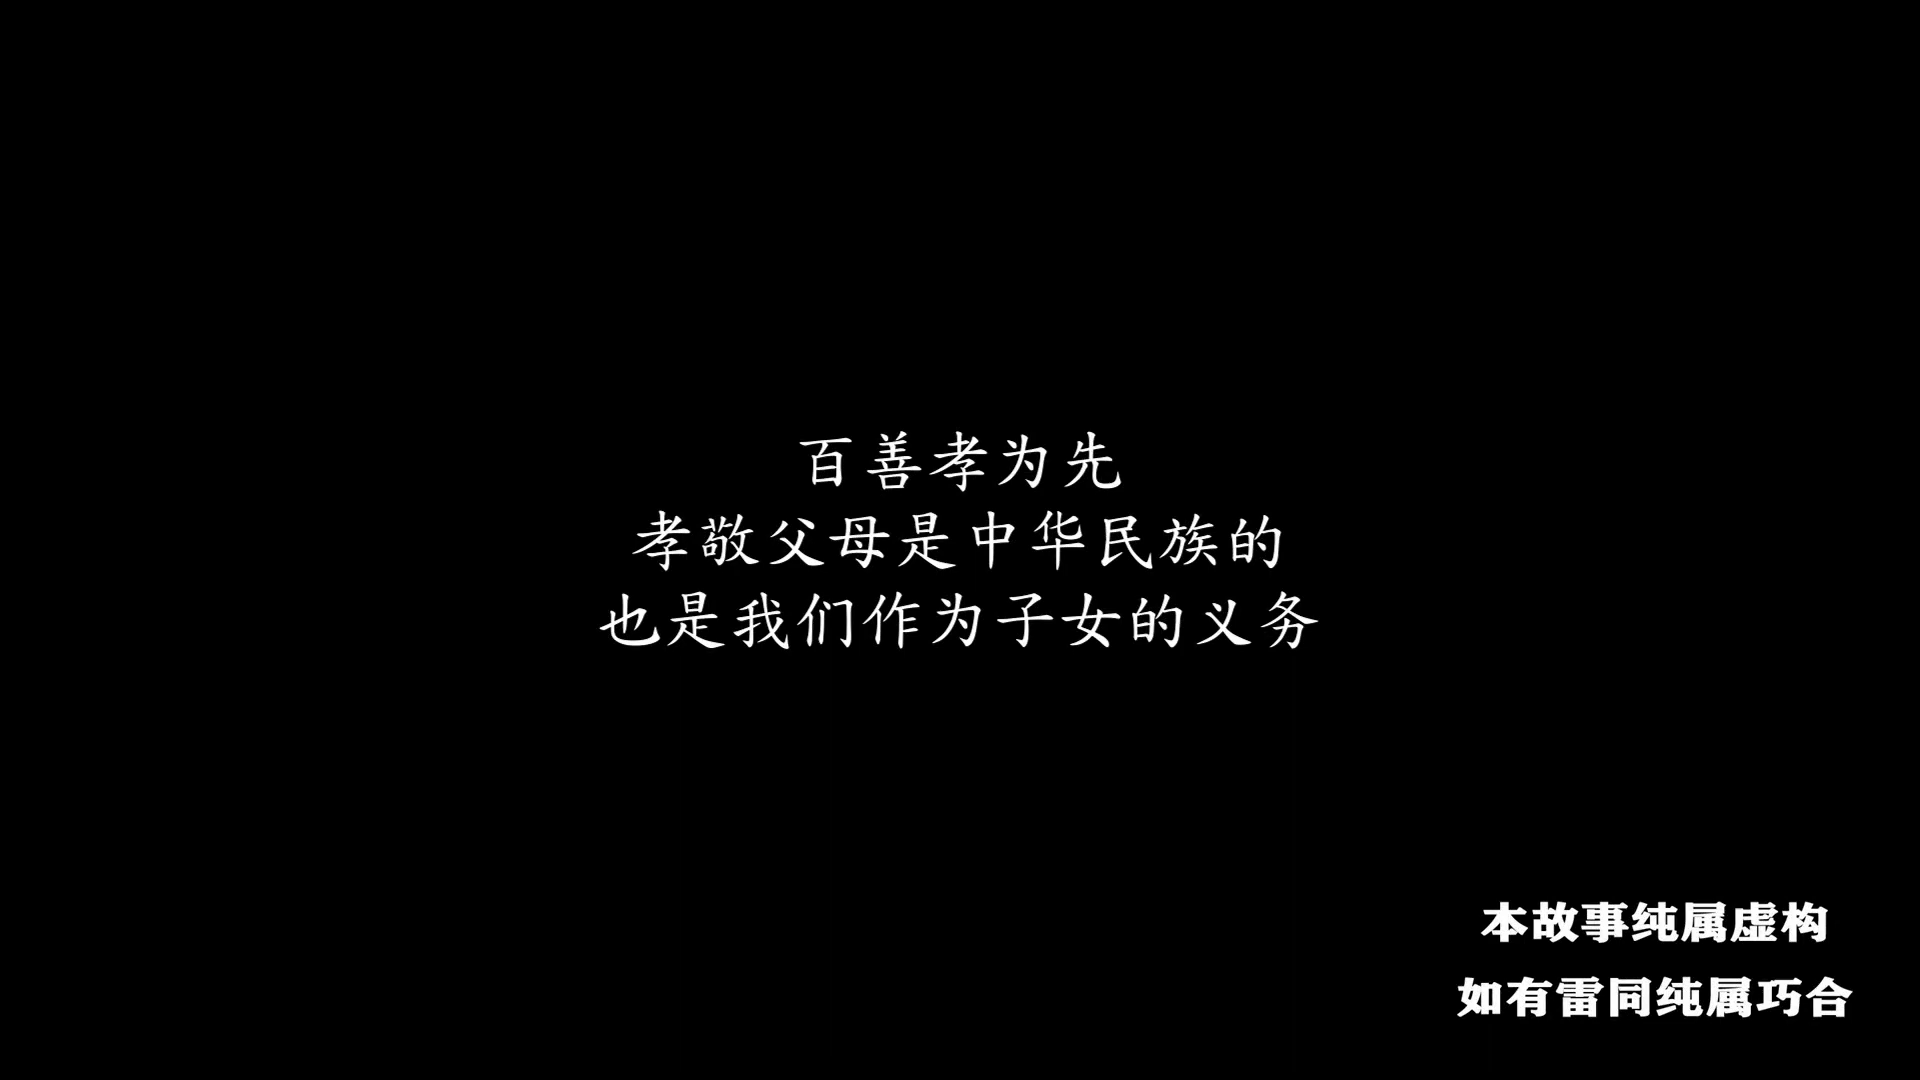 百善孝为先
孝敬父母是中华民族的
也是我们作为子女的义务
本故事纯属虚构
如有雷同纯属巧合